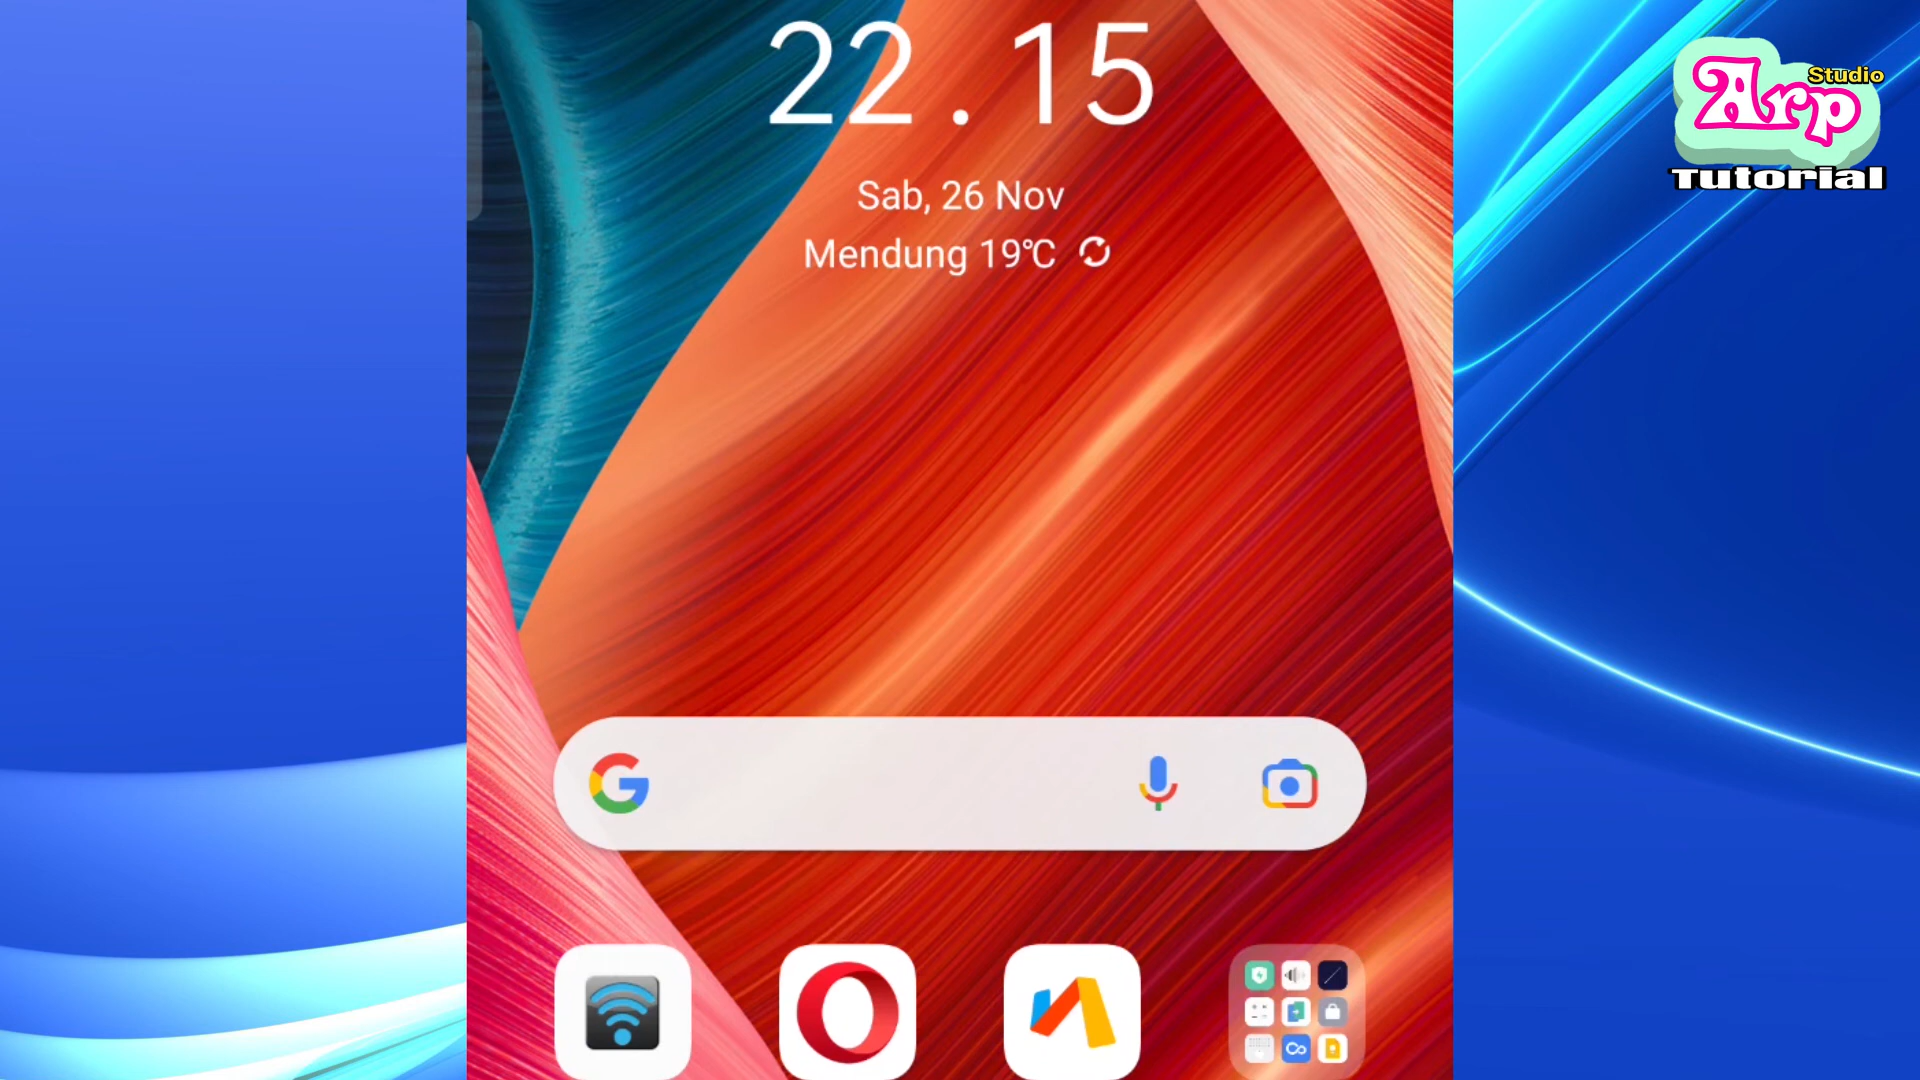 22.15
Sab, 26 Nov
Mendung 19℃
Studio
Arp
Tutorial